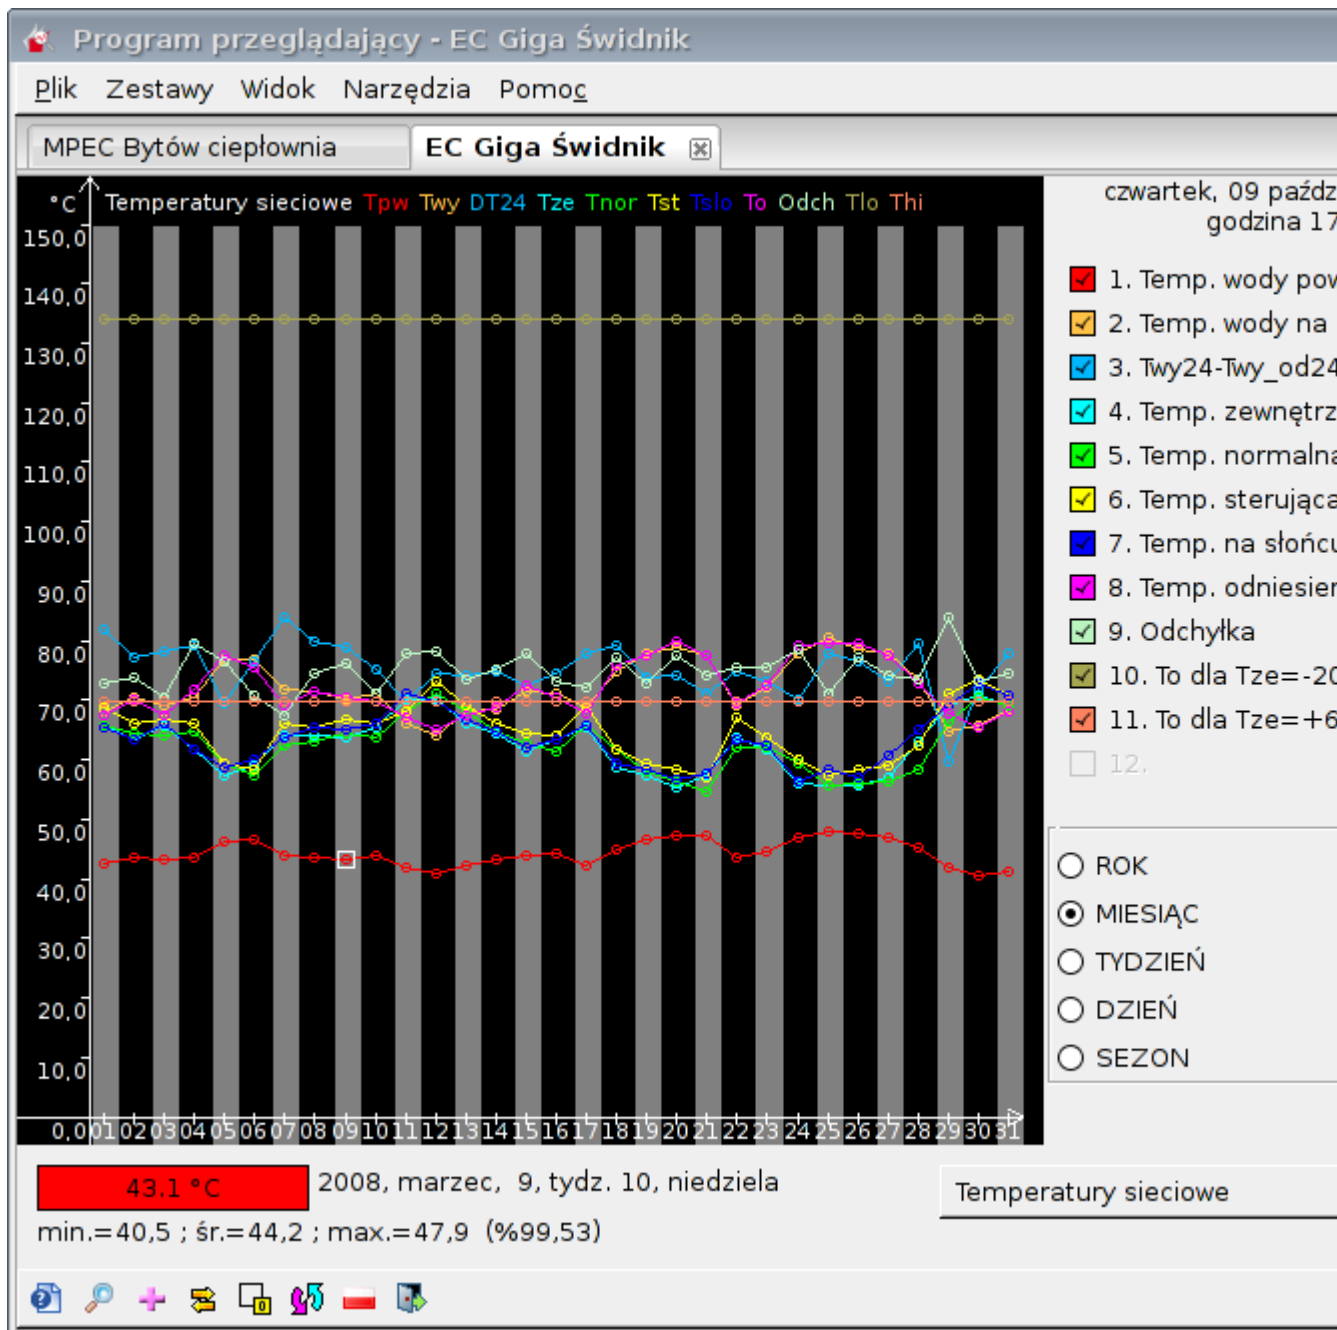 Program przeglądający - EC Giga Świdnik
Plik Zestawy Widok Narzędzia Pomoc
MPEC Bytów ciepłownia EC Giga Świdnik
°C Temperatury sieciowe Tpw Twy DT24 Tze Tnor Tst Tslo To Odch Tlo Thi
150,0
140,0
130,0
120,0
110,0
100,0
90,0
80,0
70,0
60,0
50,0
40,0
30,0
20,0
10,0
0,0 01 02 03 04 05 06 07 08 09 10 11 12 13 14 15 16 17 18 19 20 21 22 23 24 25 26 27 28 29 30 31
czwartek, 09 paźdz
godzina 17
1. Temp. wody pow
2. Temp. wody na
3. Twy24-Twy_od24
4. Temp. zewnętrz
5. Temp. normalna
6. Temp. sterująca
7. Temp. na słońcu
8. Temp. odniesien
9. Odchyłka
10. To dla Tze=-20
11. To dla Tze=+6
12.
ROK
MIESIĄC
TYDZIEŃ
DZIEŃ
SEZON
43.1 °C 2008, marzec, 9, tydz. 10, niedziela
Temperatury sieciowe
min.=40,5 ; śr.=44,2 ; max.=47,9 (%99,53)
0